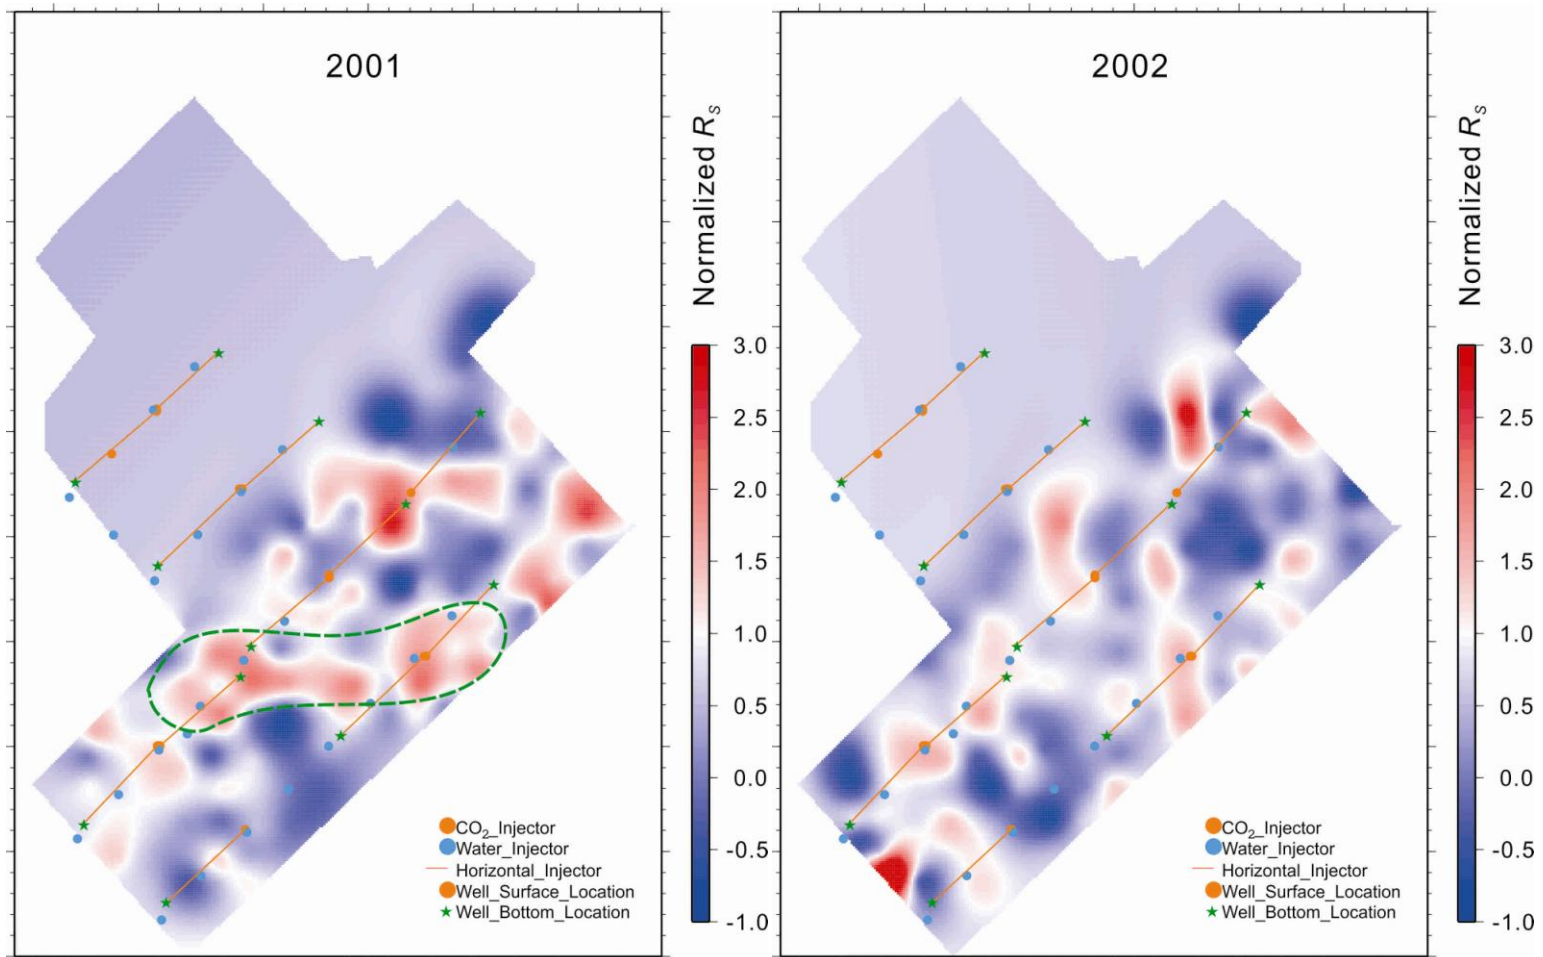 2001
Normalized Rs
3.0
2.5
2.0
1.5
1.0
0.5
0.0
-0.5
-1.0
CO2_Injector
Water_Injector
Horizontal_Injector
Well_Surface_Location
Well_Bottom_Location
2002
Normalized Rs
3.0
2.5
2.0
1.5
1.0
0.5
0.0
-0.5
-1.0
CO2_Injector
Water_Injector
Horizontal_Injector
Well_Surface_Location
Well_Bottom_Location